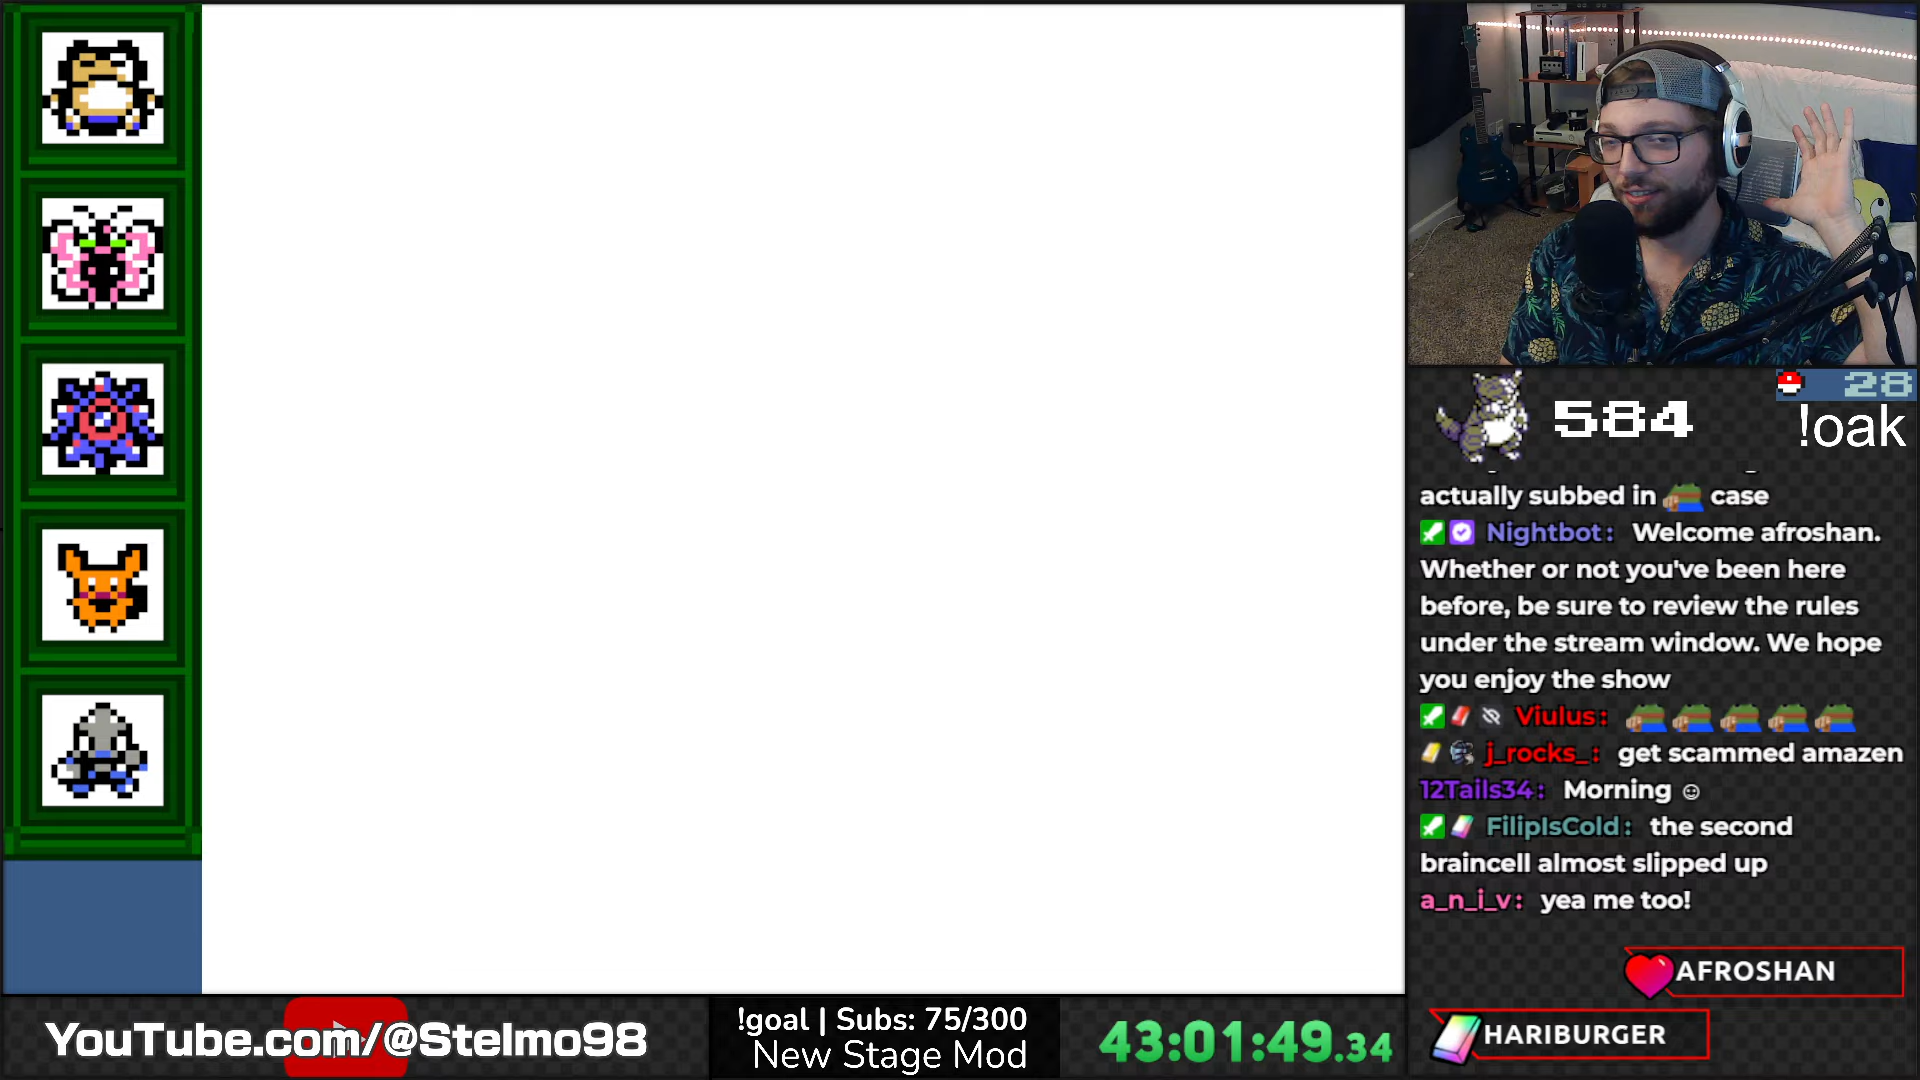 28
584
!oak
actually subbed in case
Nightbot: Welcome afroshan.
Whether or not you've been here
before, be sure to review the rules
under the stream window. We hope
you enjoy the show
Viulus:
j_rocks_: get scammed amazen
12Tails34: Morning
FilipIsCold: the second
braincell almost slipped up
a_n_i_v: yea me too!
AFROSHAN
HARIBURGER
YouTube.com/@Stelmo98
!goal | Subs: 75/300
New Stage Mod
43:01:49.34